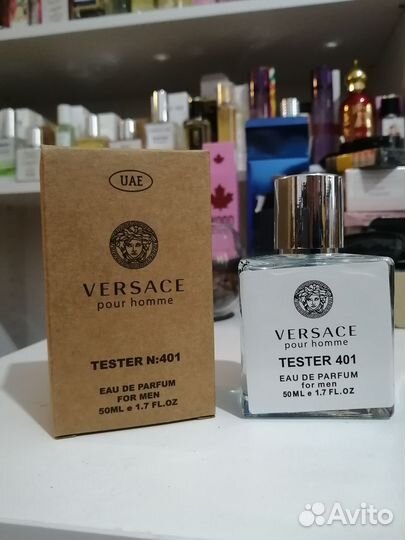 UAE
VERSACE
pour homme
TESTER N:401
EAU DE PARFUM
FOR MEN
50ML e 1.7 FL.OZ
VERSACE
pour homme
TESTER 401
EAU DE PARFUM
for men
50ML e 1.7 FL.OZ
Avito